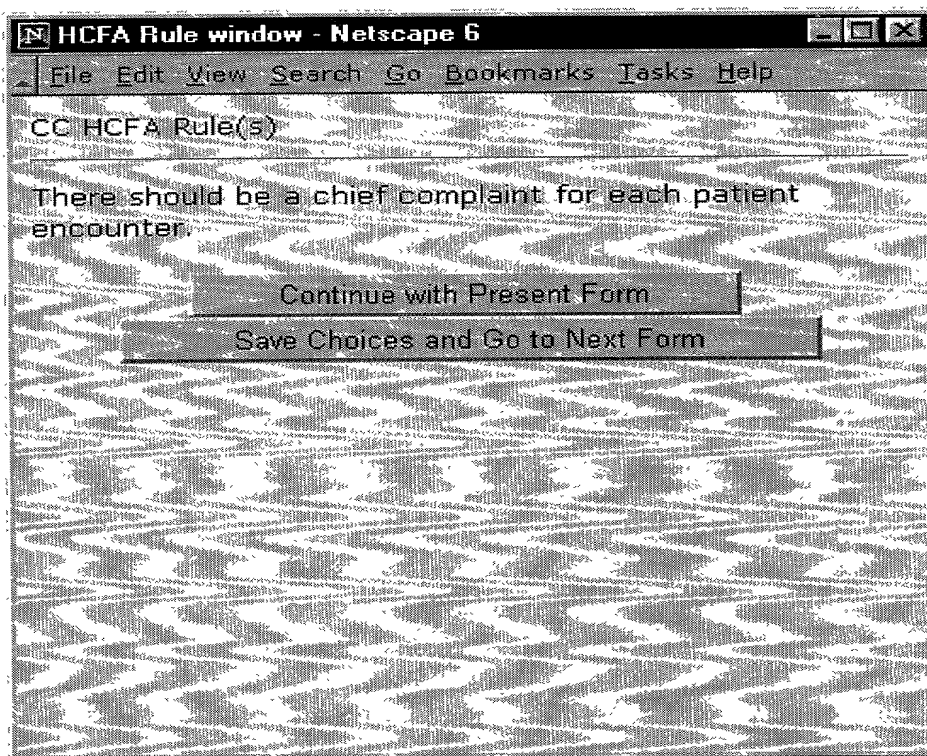 N HCFA Rule window - Netscape 6
File Edit View Search Go Bookmarks Tasks Help
CC HCFA Rule(s)
There should be a chief complaint for each patient
encounter.
Continue with Present Form
Save Choices and Go to Next Form